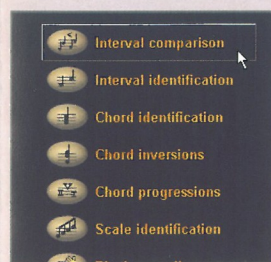 Interval comparison
Interval identification
Chord identification
Chord inversions
Chord progressions
Scale identification